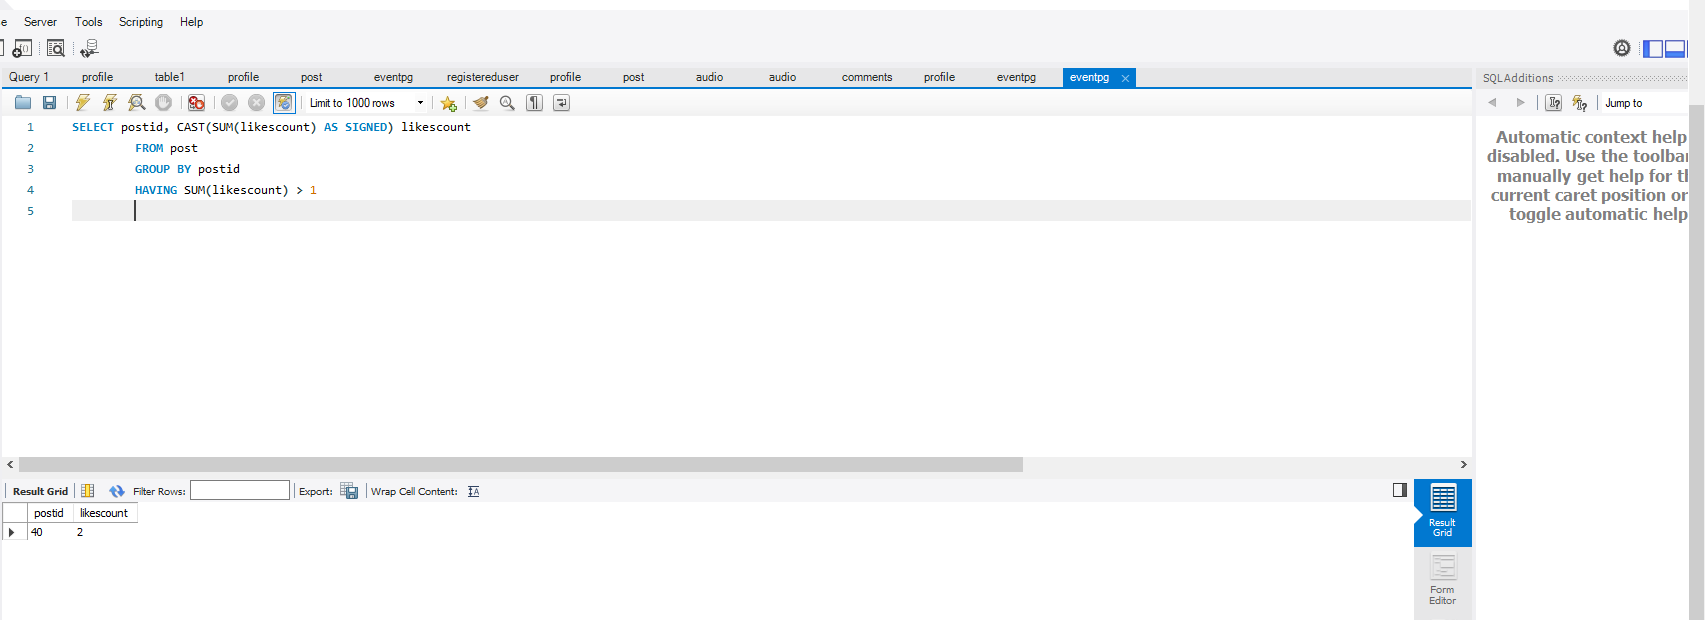 e Server Tools Scripting Help
Query 1 profile table1 profile post eventpg registereduser profile post audio audio comments profile eventpg eventpg
SQLAdditions
Limit to 1000 rows
Jump to
1 SELECT postid, CAST(SUM(likescount) AS SIGNED) likescount
2 FROM post
3 GROUP BY postid
4 HAVING SUM(likescount) > 1
5
Automatic context help
disabled. Use the toolbar
manually get help for th
current caret position or
toggle automatic help
Result Grid Filter Rows: Export: Wrap Cell Content:
postid likescount
40 2
Result
Grid
Form
Editor